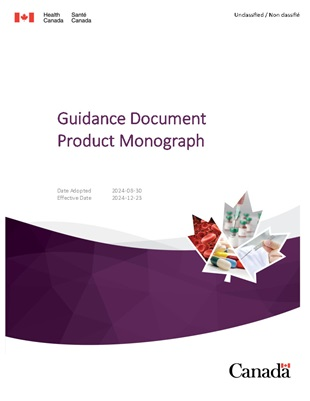 Health Canada
Santé Canada
Unclassified / Non classifié
Guidance Document
Product Monograph
Date Adopted 2024-08-30
Effective Date 2024-12-23
Canada